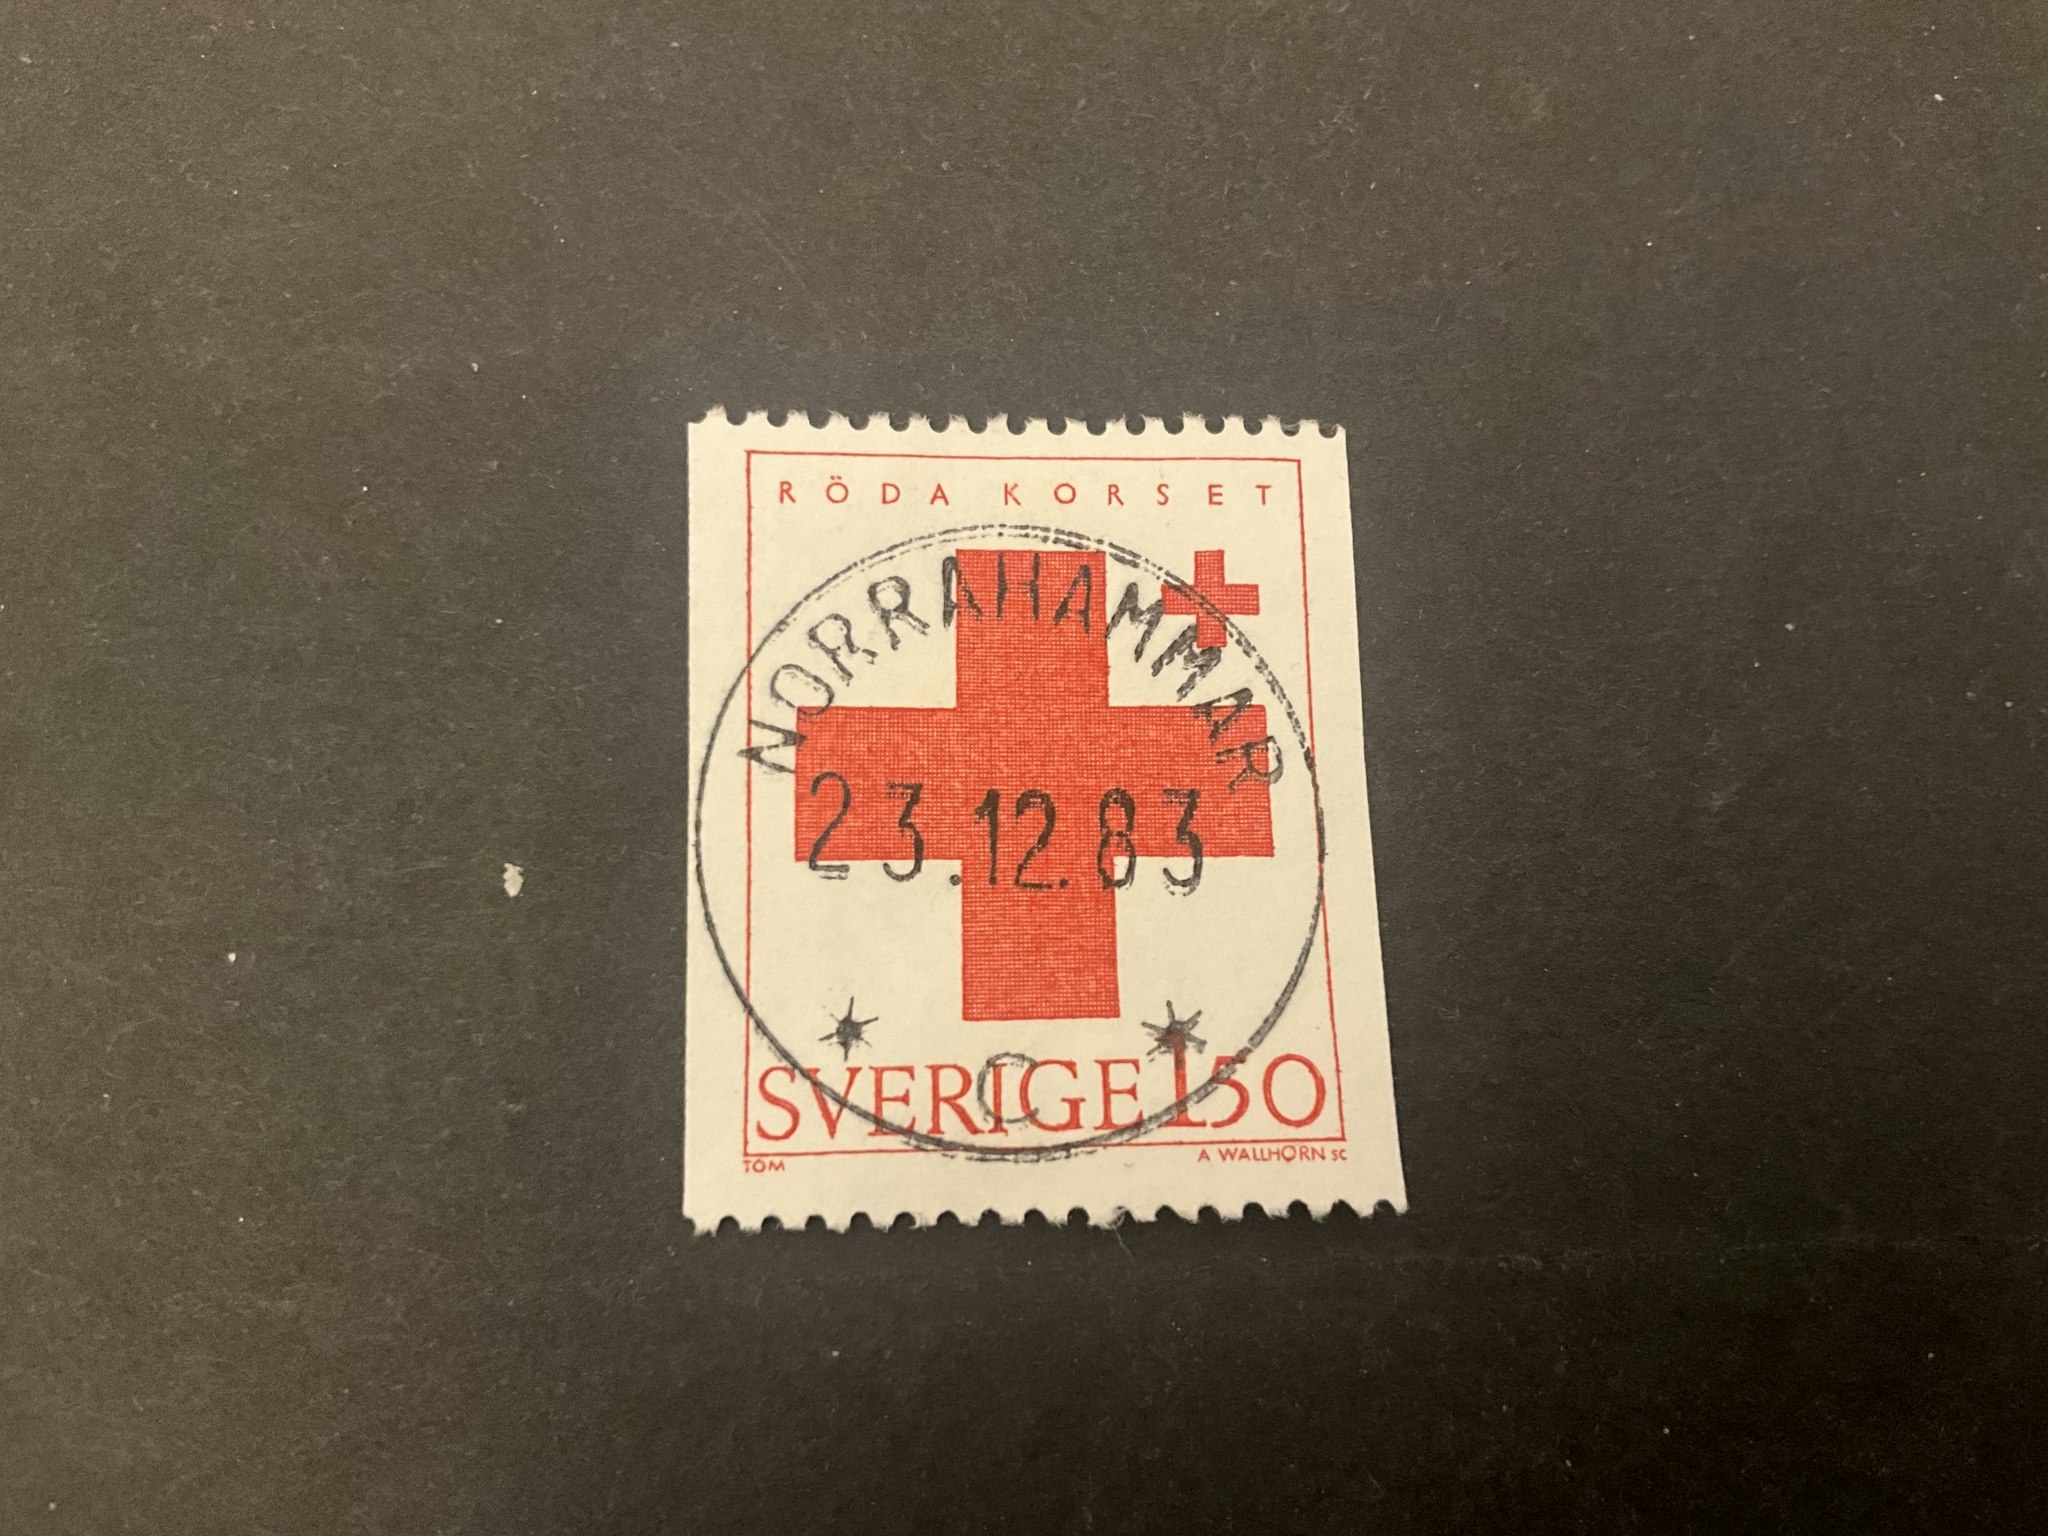 RÖDA KORSET
NORRAHAMMAR
23.12.83
C
SVERIGE 150
TOM
A WALLHORN SC